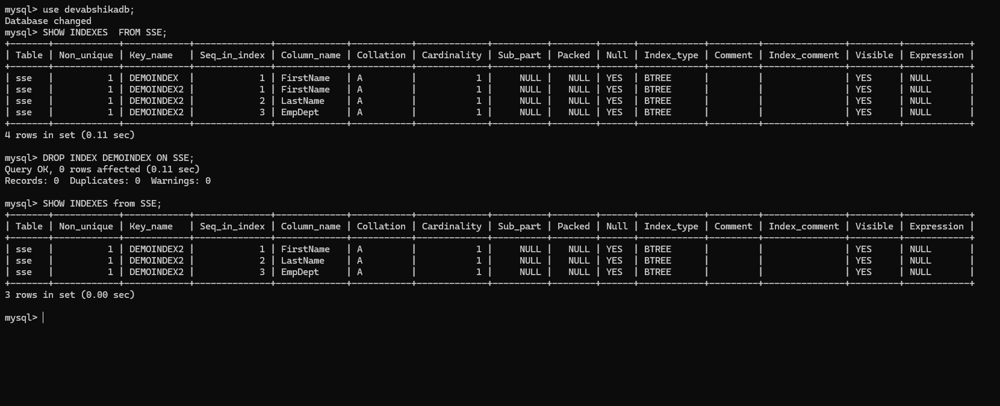 mysql> use devabshikadb;
Database changed
mysql> SHOW INDEXES  FROM SSE;
+-------+------------+------------+--------------+-------------+-----------+-------------+----------+--------+------+------------+---------+---------------+---------+------------+
| Table | Non_unique | Key_name   | Seq_in_index | Column_name | Collation | Cardinality | Sub_part | Packed | Null | Index_type | Comment | Index_comment | Visible | Expression |
+-------+------------+------------+--------------+-------------+-----------+-------------+----------+--------+------+------------+---------+---------------+---------+------------+
| sse   |          1 | DEMOINDEX  |            1 | FirstName   | A         |           1 |     NULL |   NULL | YES  | BTREE      |         |               | YES     | NULL       |
| sse   |          1 | DEMOINDEX2 |            1 | FirstName   | A         |           1 |     NULL |   NULL | YES  | BTREE      |         |               | YES     | NULL       |
| sse   |          1 | DEMOINDEX2 |            2 | LastName    | A         |           1 |     NULL |   NULL | YES  | BTREE      |         |               | YES     | NULL       |
| sse   |          1 | DEMOINDEX2 |            3 | EmpDept     | A         |           1 |     NULL |   NULL | YES  | BTREE      |         |               | YES     | NULL       |
+-------+------------+------------+--------------+-------------+-----------+-------------+----------+--------+------+------------+---------+---------------+---------+------------+
4 rows in set (0.11 sec)

mysql> DROP INDEX DEMOINDEX ON SSE;
Query OK, 0 rows affected (0.11 sec)
Records: 0  Duplicates: 0  Warnings: 0

mysql> SHOW INDEXES from SSE;
+-------+------------+------------+--------------+-------------+-----------+-------------+----------+--------+------+------------+---------+---------------+---------+------------+
| Table | Non_unique | Key_name   | Seq_in_index | Column_name | Collation | Cardinality | Sub_part | Packed | Null | Index_type | Comment | Index_comment | Visible | Expression |
+-------+------------+------------+--------------+-------------+-----------+-------------+----------+--------+------+------------+---------+---------------+---------+------------+
| sse   |          1 | DEMOINDEX2 |            1 | FirstName   | A         |           1 |     NULL |   NULL | YES  | BTREE      |         |               | YES     | NULL       |
| sse   |          1 | DEMOINDEX2 |            2 | LastName    | A         |           1 |     NULL |   NULL | YES  | BTREE      |         |               | YES     | NULL       |
| sse   |          1 | DEMOINDEX2 |            3 | EmpDept     | A         |           1 |     NULL |   NULL | YES  | BTREE      |         |               | YES     | NULL       |
+-------+------------+------------+--------------+-------------+-----------+-------------+----------+--------+------+------------+---------+---------------+---------+------------+
3 rows in set (0.00 sec)

mysql>